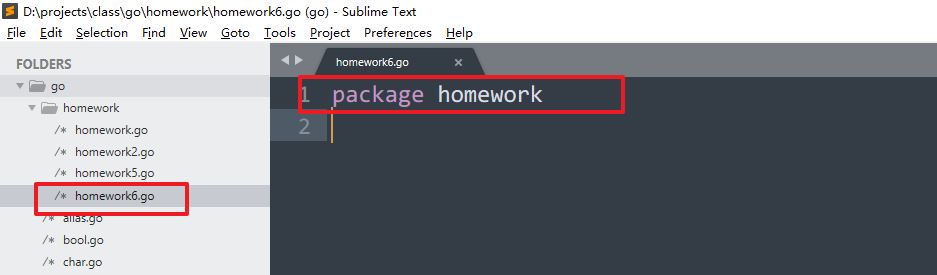 D:\projects\class\go\homework\homework6.go (go) - Sublime Text
File Edit Selection Find View Goto Tools Project Preferences Help
FOLDERS
go
homework
/* homework.go
/* homework2.go
/* homework5.go
/* homework6.go
/* alias.go
/* bool.go
/* char.go
homework6.go ×
1 package homework
2